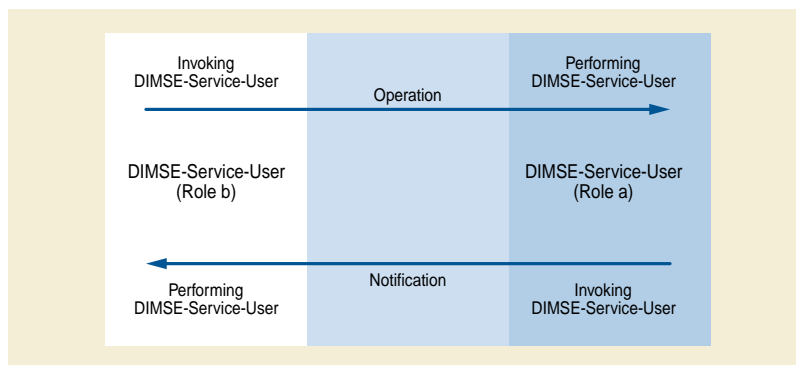 Invoking
DIMSE-Service-User
Performing
DIMSE-Service-User
Operation
DIMSE-Service-User
(Role b)
DIMSE-Service-User
(Role a)
Notification
Performing
DIMSE-Service-User
Invoking
DIMSE-Service-User